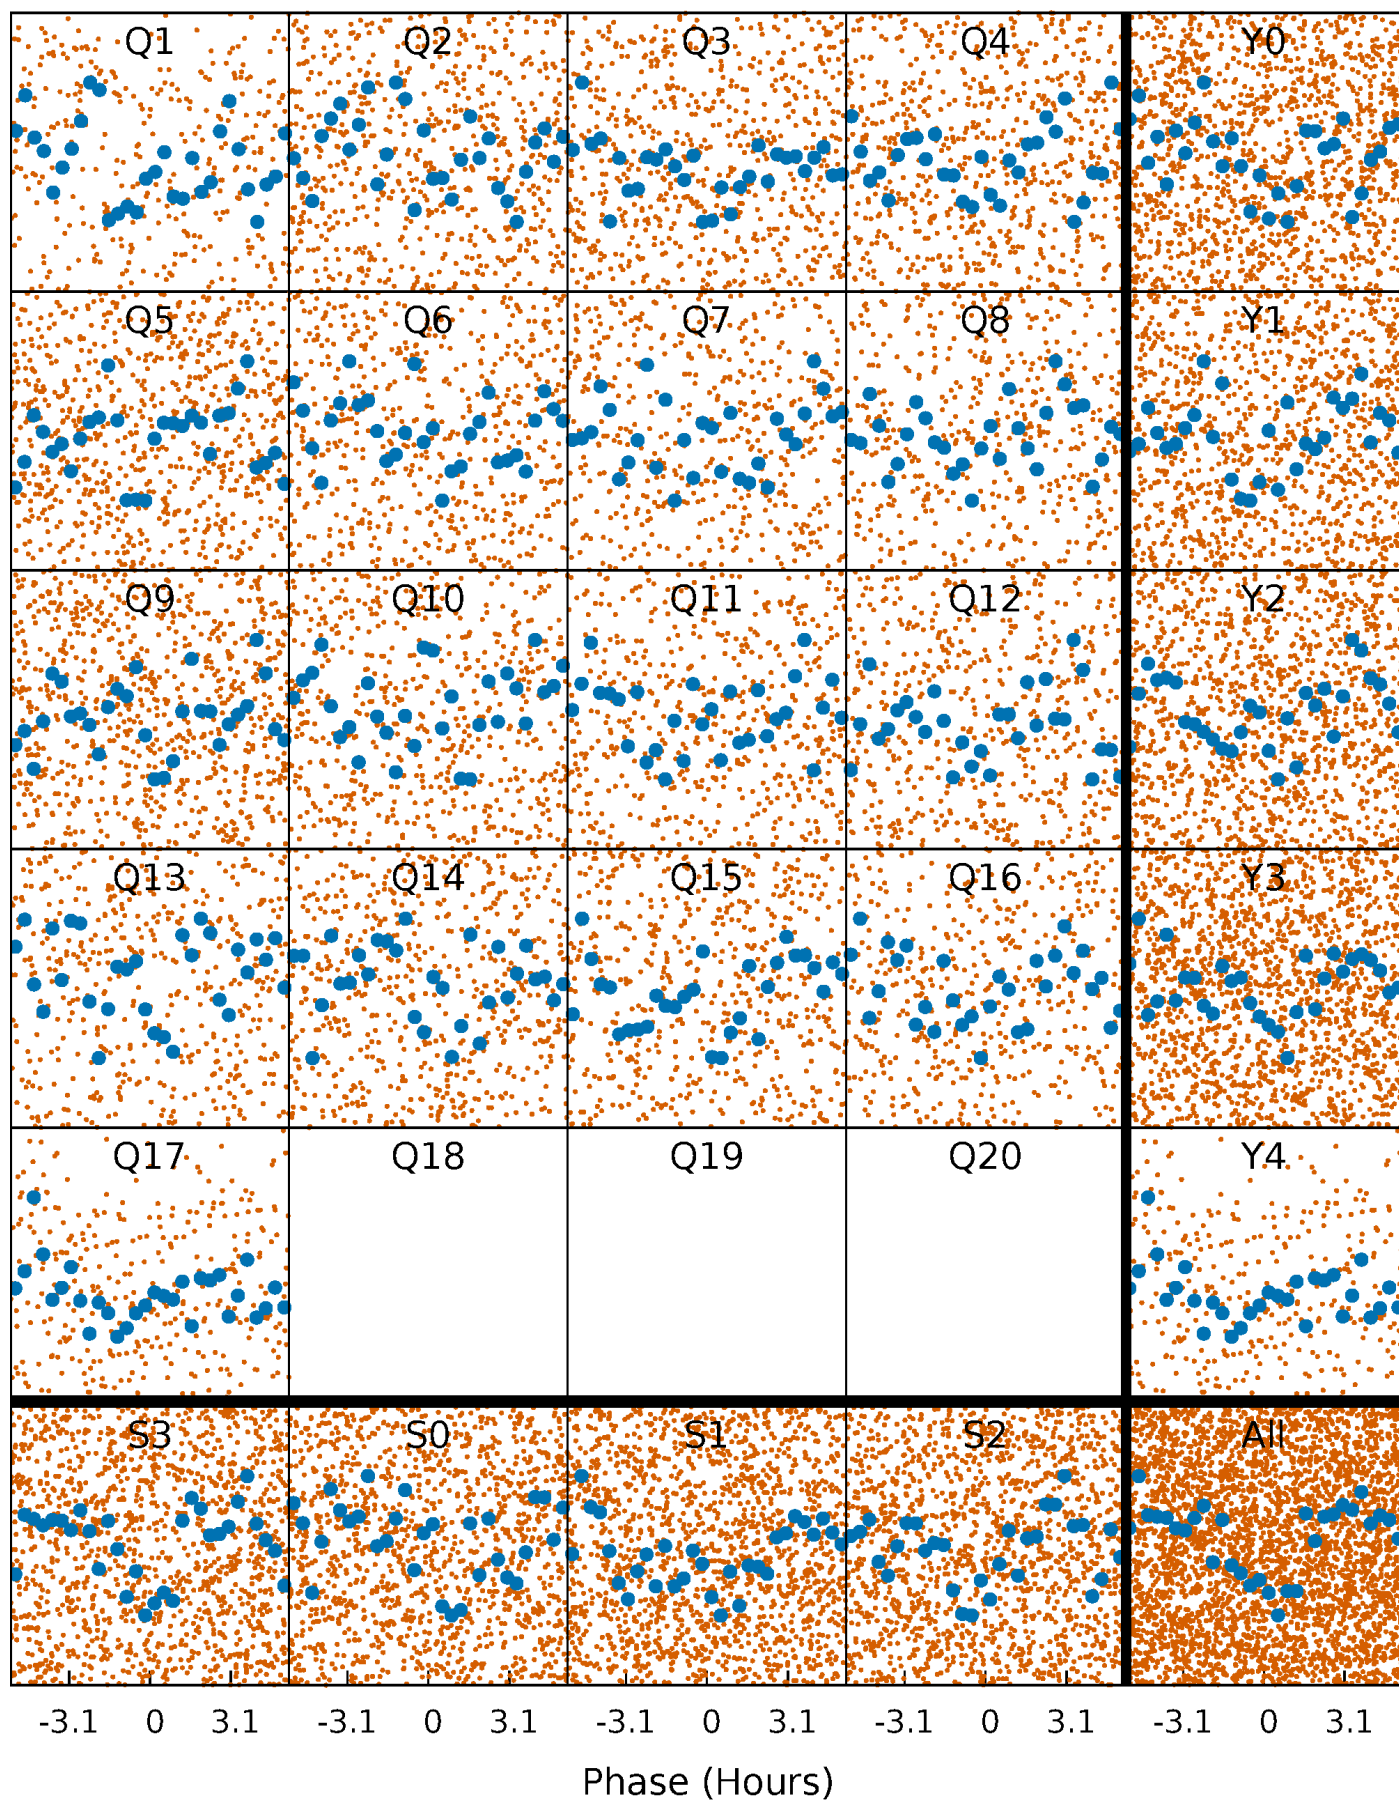 Q1 Q2 Q3 Q4 Y0
Q5 Q6 Q7 Q8 Y1
Q9 Q10 Q11 Q12 Y2
Q13 Q14 Q15 Q16 Y3
Q17 Q18 Q19 Q20 Y4
S3 S0 S1 S2 All
-3.1 0 3.1 -3.1 0 3.1 -3.1 0 3.1 -3.1 0 3.1 -3.1 0 3.1
Phase (Hours)